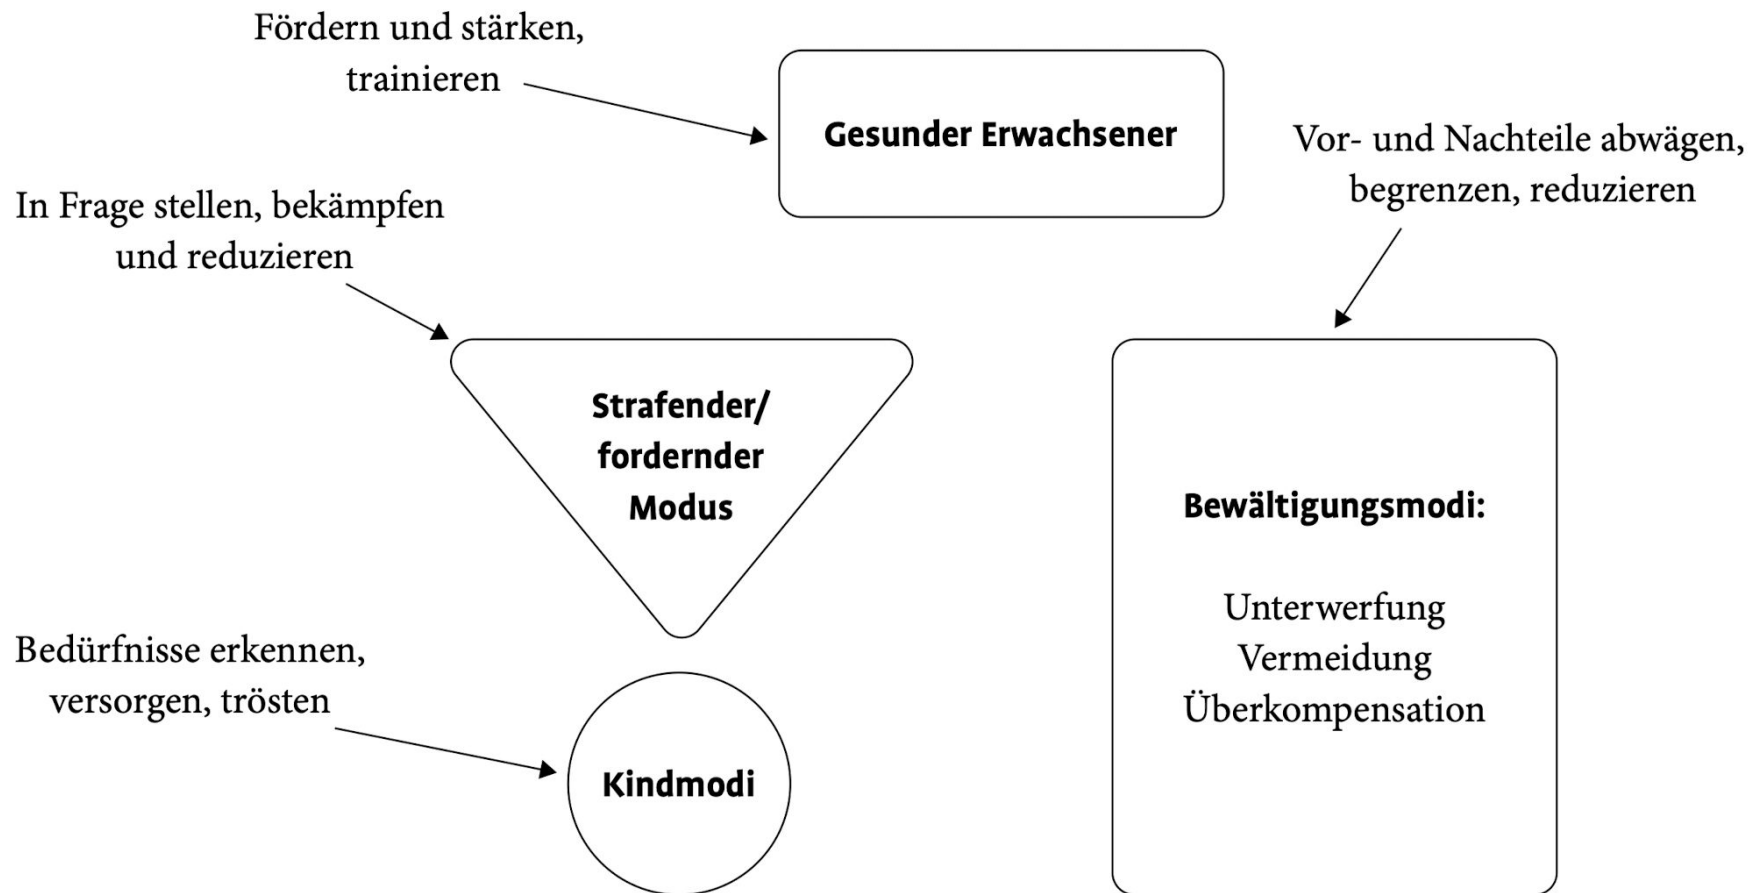 Fördern und stärken,
trainieren
Gesunder Erwachsener
Vor- und Nachteile abwägen,
begrenzen, reduzieren
In Frage stellen, bekämpfen
und reduzieren
Strafender/
fordernder
Modus
Bewältigungsmodi:
Unterwerfung
Vermeidung
Überkompensation
Bedürfnisse erkennen,
versorgen, trösten
Kindmodi